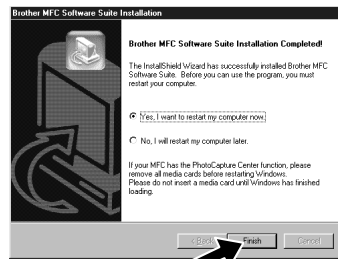 Brother MFC Software Suite Installation
Brother MFC Software Suite Installation Completed!
The InstallShield Wizard has successfully installed Brother MFC
Software Suite. Before you can use the program, you must
restart your computer.
Yes, I want to restart my computer now.
No, I will restart my computer later.
If your MFC has the PhotoCapture Center function, please
remove all media cards before restarting Windows.
Please do not insert a media card until Windows has finished
loading.
< Back Finish Cancel